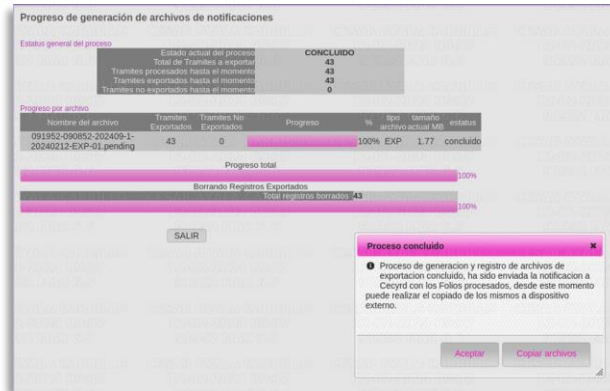 Progreso de generación de archivos de notificaciones
Estatus general del proceso
Estado actual del proceso CONCLUIDO
Total de Tramites a exportar 43
Tramites procesados hasta el momento 43
Tramites exportados hasta el momento 43
Tramites no exportados hasta el momento 0
Progreso por archivo
Nombre del archivo Tramites Exportados Tramites No Exportados Progreso % tipo archivo tamaño actual MB estatus
091952-090852-202409-1-
20240212-EXP-01.pending 43 0 100% EXP 1.77 concluido
Progreso total
100%
Borrando Registros Exportados
Total registros borrados 43
100%
SALIR
Proceso concluido
Proceso de generacion y registro de archivos de
exportacion concluido, ha sido enviada la notificacion a
Cecyrd con los Folios procesados, desde este momento
puede realizar el copiado de los mismos a dispositivo
externo.
Aceptar Copiar archivos